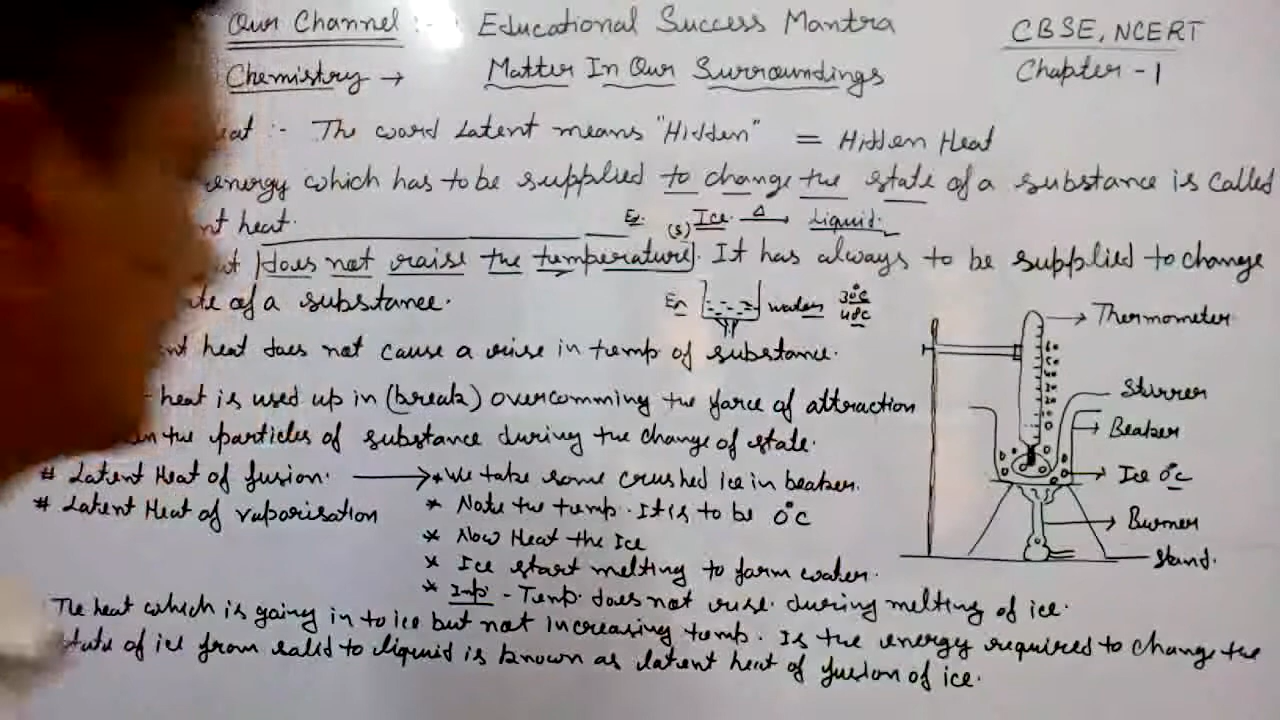 Our Channel :- Educational Success Mantra
CBSE, NCERT
Chemistry → Matter In Our Surroundings
Chapter - 1
eat :- The word Latent means "Hidden" = Hidden Heat
energy which has to be supplied to change the state of a substance is called
nt heat.
Ex. (s) Ice Δ→ Liquid.
does not raise the temperature. It has always to be supplied to change
te of a substance.
Ex water 30°C
40°C
nt heat does not cause a rise in temp of substance.
heat is used up in (break) overcomming the force of attraction
n the particles of substance during the change of state.
# Latent Heat of fusion. → * We take some crushed ice in beaker.
# Latent Heat of vaporisation
* Note the temp. It is to be 0°C
* Now Heat the Ice
* Ice start melting to form water.
* Imp - Temp. does not rise during melting of ice.
The heat which is going in to ice but not increasing temp. Is the energy required to change the
state of ice from solid to liquid is known as latent heat of fusion of ice.
Thermometer
Stirrer
Beaker
Ice 0°C
Burner
Stand.